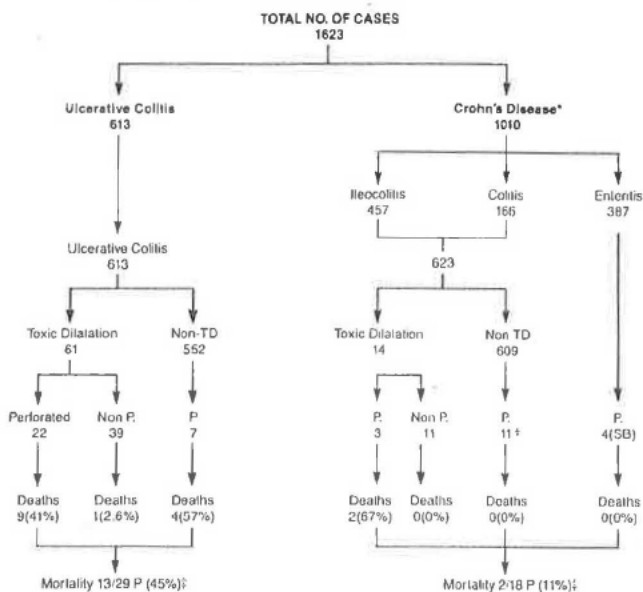 TOTAL NO. OF CASES
1623
Ulcerative Colitis
613
Crohn's Disease*
1010
Ileocolitis
457
Colitis
166
Enteritis
387
Ulcerative Colitis
613
623
Toxic Dilalation
61
Non-TD
552
Toxic Dilatation
14
Non TD
609
Perforated
22
Non P.
39
P
7
P.
3
Non P.
11
P.
11‡
P.
4(SB)
Deaths
9(41%)
Deaths
1(2.6%)
Deaths
4(57%)
Deaths
2(67%)
Deaths
0(0%)
Deaths
0(0%)
Deaths
0(0%)
Mortality 13/29 P (45%)‡
Mortality 2/18 P (11%)‡